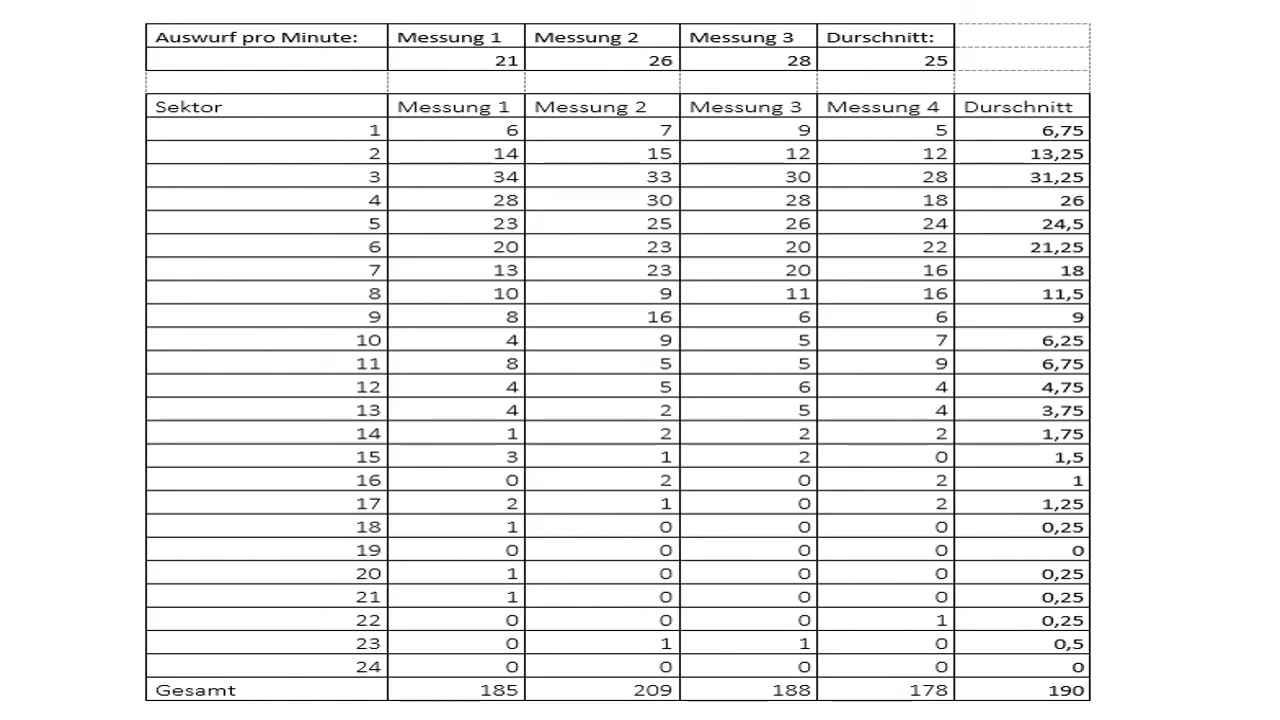 Auswurf pro Minute: Messung 1 Messung 2 Messung 3 Durschnitt:
21 26 28 25
Sektor Messung 1 Messung 2 Messung 3 Messung 4 Durschnitt
1 6 7 9 5 6,75
2 14 15 12 12 13,25
3 34 33 30 28 31,25
4 28 30 28 18 26
5 23 25 26 24 24,5
6 20 23 20 22 21,25
7 13 23 20 16 18
8 10 9 11 16 11,5
9 8 16 6 6 9
10 4 9 5 7 6,25
11 8 5 5 9 6,75
12 4 5 6 4 4,75
13 4 2 5 4 3,75
14 1 2 2 2 1,75
15 3 1 2 0 1,5
16 0 2 0 2 1
17 2 1 0 2 1,25
18 1 0 0 0 0,25
19 0 0 0 0 0
20 1 0 0 0 0,25
21 1 0 0 0 0,25
22 0 0 0 1 0,25
23 0 1 1 0 0,5
24 0 0 0 0 0
Gesamt 185 209 188 178 190